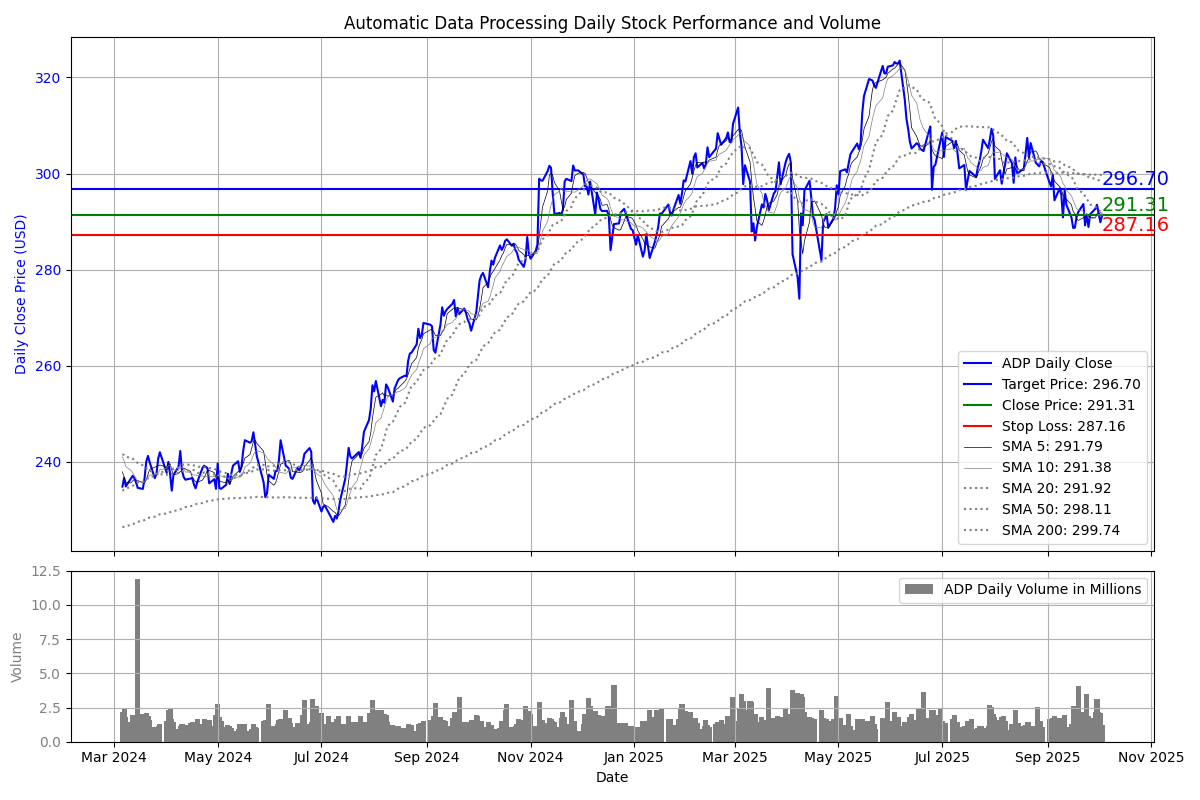 Automatic Data Processing Daily Stock Performance and Volume
Daily Close Price (USD)
320
300
280
260
240
296.70
291.31
287.16
ADP Daily Close
Target Price: 296.70
Close Price: 291.31
Stop Loss: 287.16
SMA 5: 291.79
SMA 10: 291.38
SMA 20: 291.92
SMA 50: 298.11
SMA 200: 299.74
Volume
12.5
10.0
7.5
5.0
2.5
0.0
ADP Daily Volume in Millions
Mar 2024 May 2024 Jul 2024 Sep 2024 Nov 2024 Jan 2025 Mar 2025 May 2025 Jul 2025 Sep 2025 Nov 2025
Date